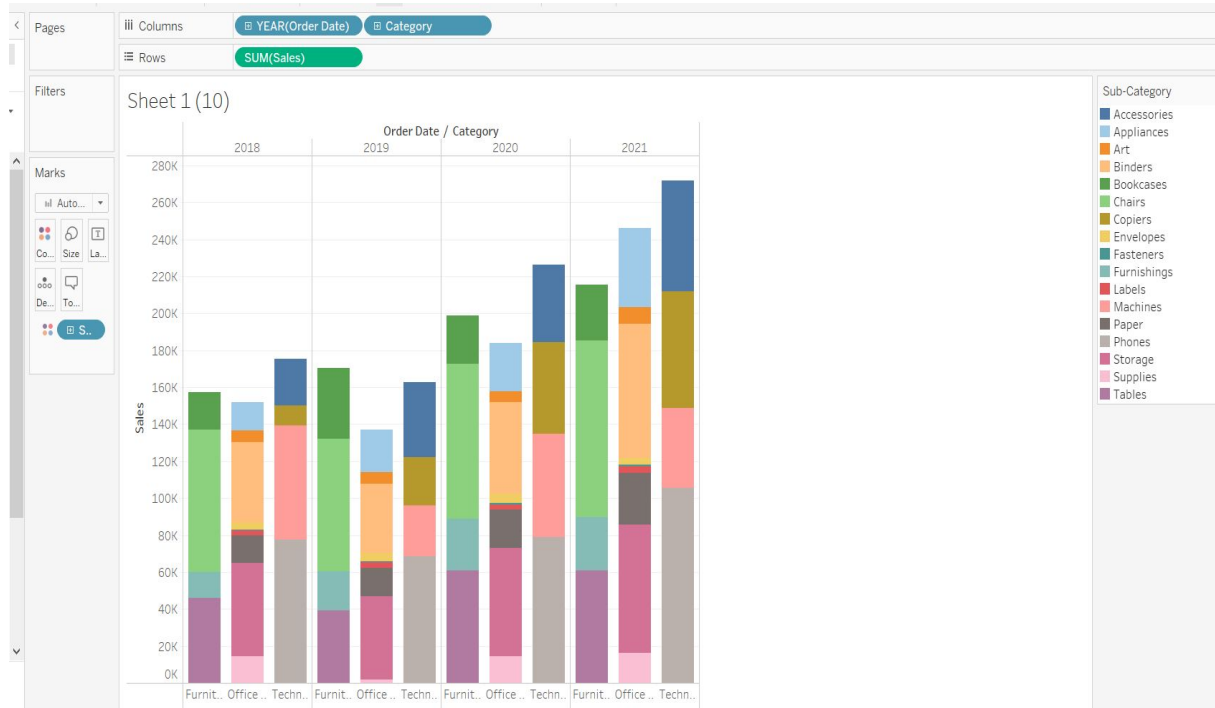 Pages
Columns
YEAR(Order Date)
Category
Rows
SUM(Sales)
Filters
Marks
Auto...
Co...
Size
La...
De...
To...
S..
Sheet 1 (10)
Order Date / Category
2018
2019
2020
2021
280K
260K
240K
220K
200K
180K
160K
140K
120K
100K
80K
60K
40K
20K
0K
Sales
Furnit.. Office .. Techn.. Furnit.. Office .. Techn.. Furnit.. Office .. Techn.. Furnit.. Office .. Techn..
Sub-Category
Accessories
Appliances
Art
Binders
Bookcases
Chairs
Copiers
Envelopes
Fasteners
Furnishings
Labels
Machines
Paper
Phones
Storage
Supplies
Tables